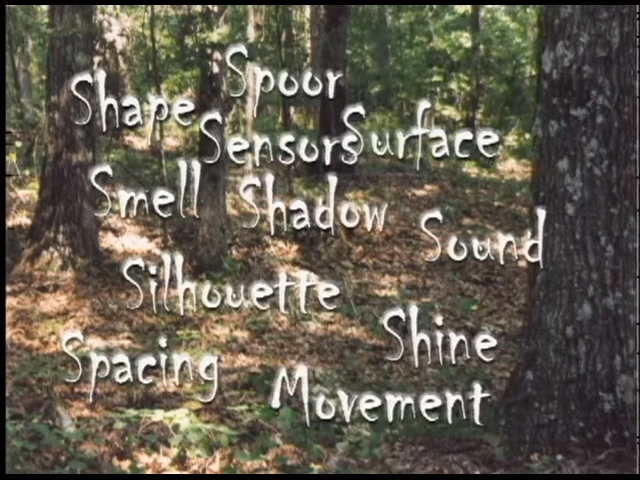 Spoor
Shape
Sensors
Surface
Smell
Shadow
Sound
Silhouette
Shine
Spacing
Movement